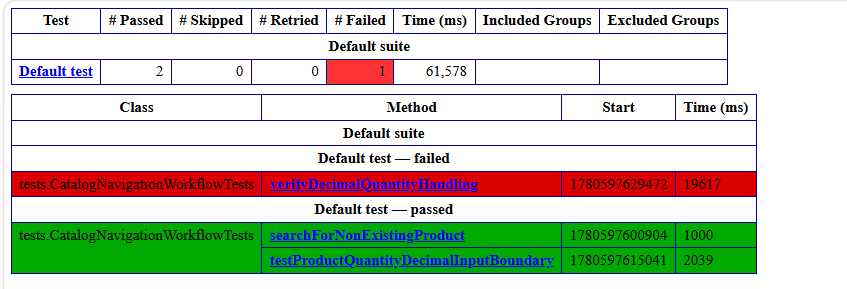 Test # Passed # Skipped # Retried # Failed Time (ms) Included Groups Excluded Groups
Default suite
Default test 2 0 0 1 61,578
Class Method Start Time (ms)
Default suite
Default test — failed
tests.CatalogNavigationWorkflowTests verifyDecimalQuantityHandling 1780597629472 19617
Default test — passed
tests.CatalogNavigationWorkflowTests searchForNonExistingProduct 1780597600904 1000
testProductQuantityDecimalInputBoundary 1780597615041 2039